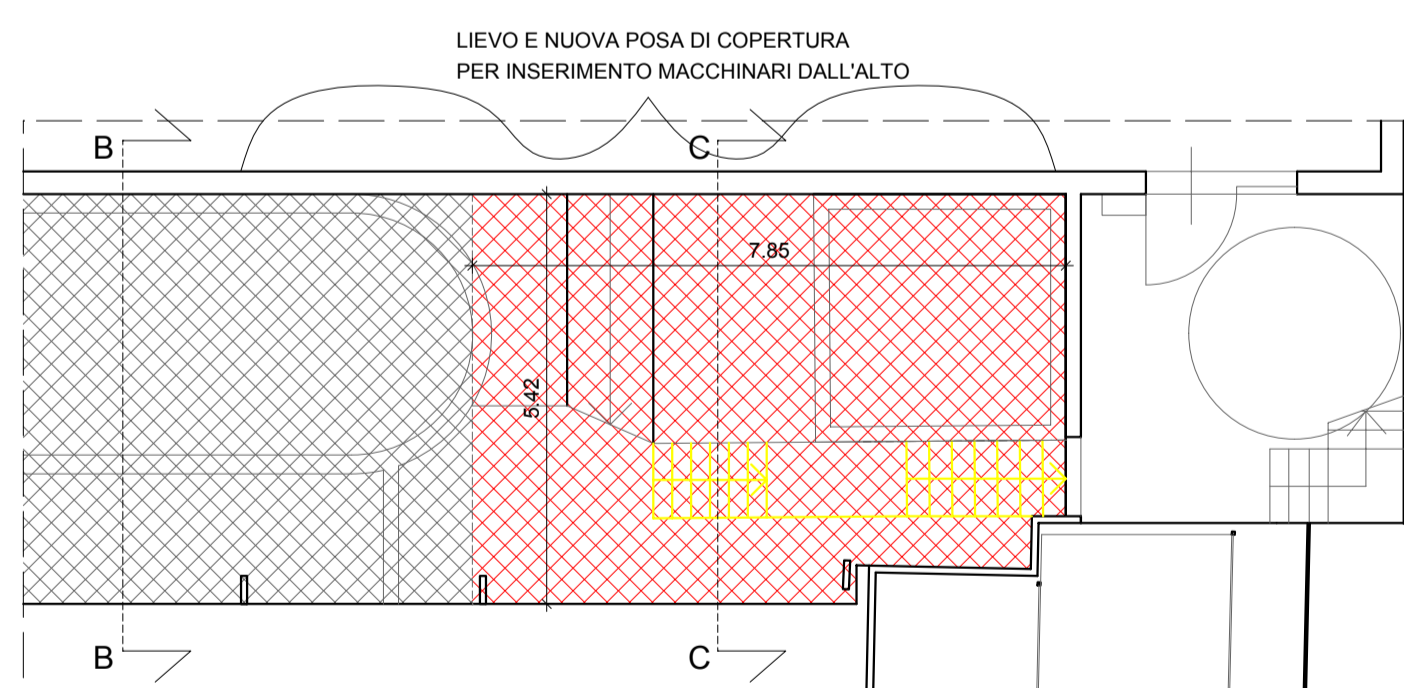 LIEVO E NUOVA POSA DI COPERTURA
PER INSERIMENTO MACCHINARI DALL'ALTO
B
C
7.85
5.42
B
C